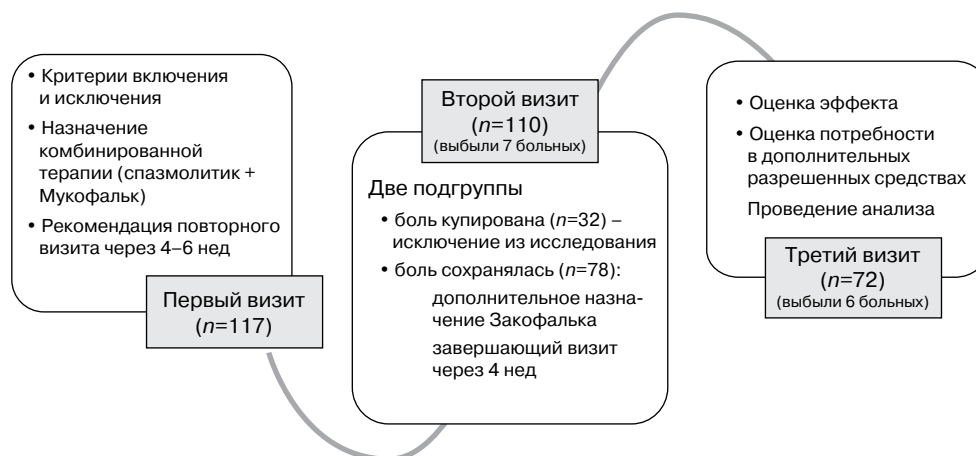 • Критерии включения
и исключения
• Назначение
комбинированной
терапии (спазмолитик +
Мукофальк)
• Рекомендация повторного
визита через 4–6 нед
Первый визит
(n=117)
Второй визит
(n=110)
(выбыли 7 больных)
Две подгруппы
• боль купирована (n=32) –
исключение из исследования
• боль сохранялась (n=78):
дополнительное назна-
чение Закофалька
завершающий визит
через 4 нед
• Оценка эффекта
• Оценка потребности
в дополнительных
разрешенных средствах
Проведение анализа
Третий визит
(n=72)
(выбыли 6 больных)